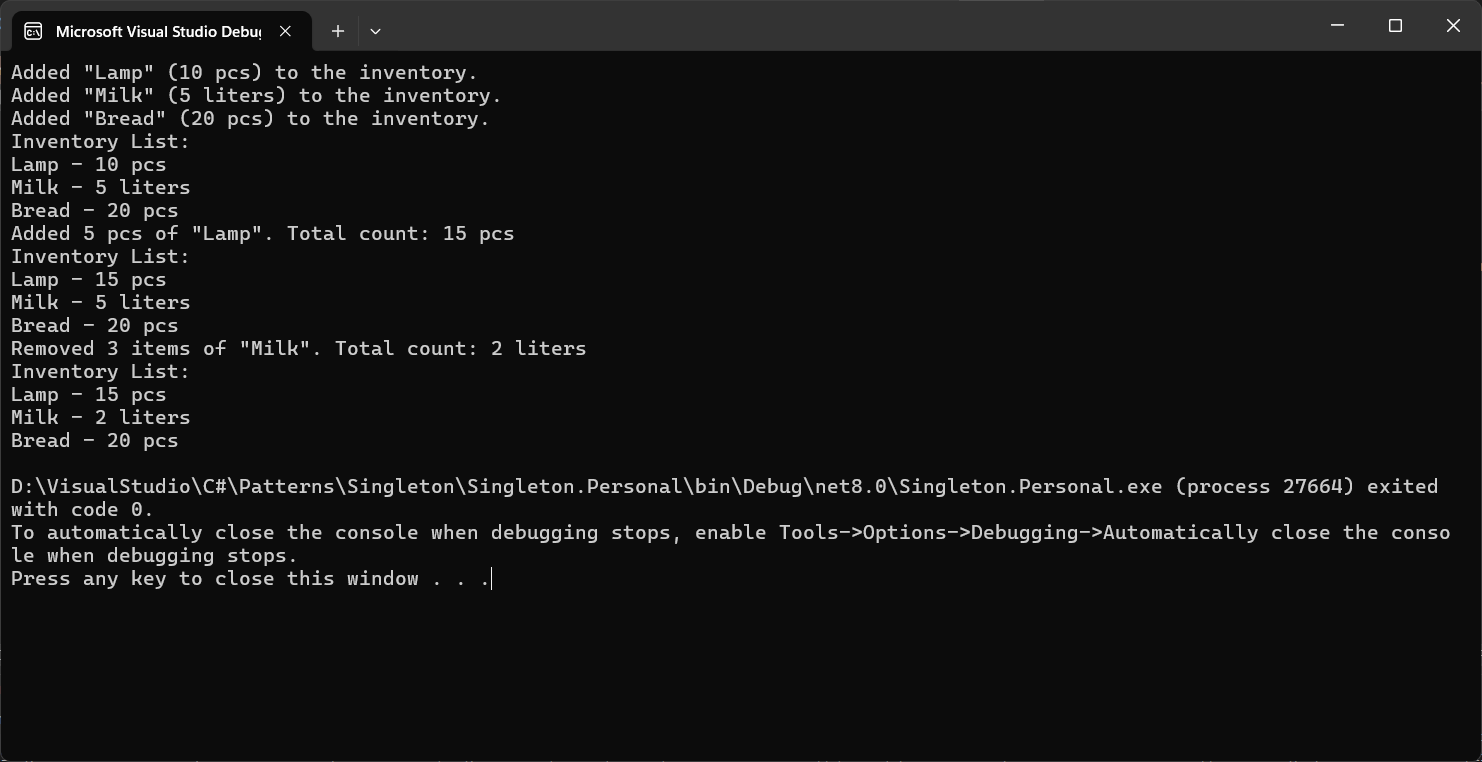 Microsoft Visual Studio Debug
Added "Lamp" (10 pcs) to the inventory.
Added "Milk" (5 liters) to the inventory.
Added "Bread" (20 pcs) to the inventory.
Inventory List:
Lamp - 10 pcs
Milk - 5 liters
Bread - 20 pcs
Added 5 pcs of "Lamp". Total count: 15 pcs
Inventory List:
Lamp - 15 pcs
Milk - 5 liters
Bread - 20 pcs
Removed 3 items of "Milk". Total count: 2 liters
Inventory List:
Lamp - 15 pcs
Milk - 2 liters
Bread - 20 pcs
D:\VisualStudio\C#\Patterns\Singleton\Singleton.Personal\bin\Debug\net8.0\Singleton.Personal.exe (process 27664) exited
with code 0.
To automatically close the console when debugging stops, enable Tools->Options->Debugging->Automatically close the conso
le when debugging stops.
Press any key to close this window . . .